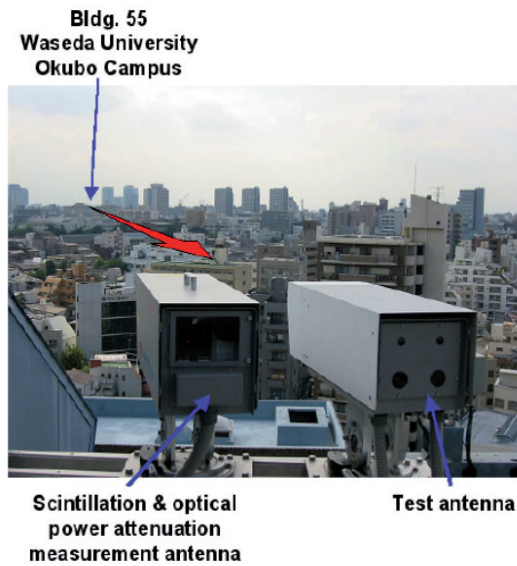 Bldg. 55
Waseda University
Okubo Campus
Scintillation & optical
power attenuation
measurement antenna
Test antenna